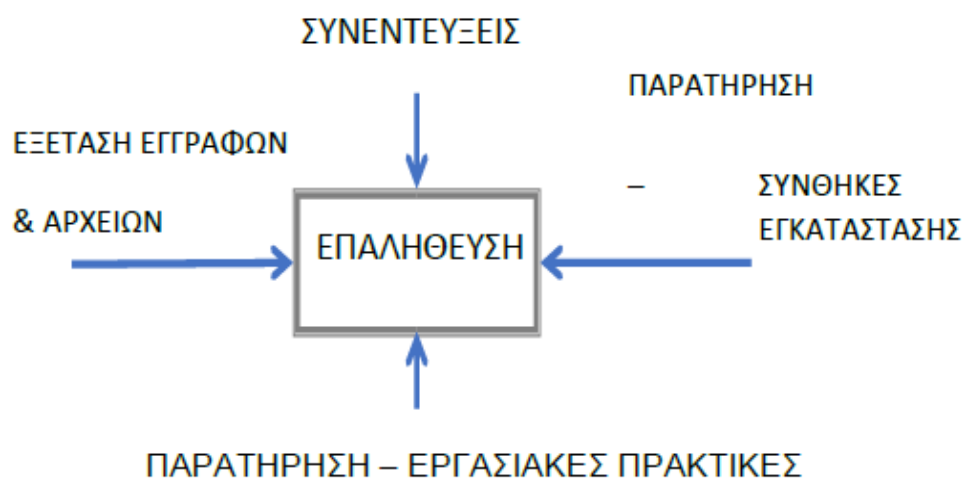 ΣΥΝΕΝΤΕΥΞΕΙΣ
ΠΑΡΑΤΗΡΗΣΗ
ΕΞΕΤΑΣΗ ΕΓΓΡΑΦΩΝ
– ΣΥΝΘΗΚΕΣ
& ΑΡΧΕΙΩΝ
ΕΓΚΑΤΑΣΤΑΣΗΣ
ΕΠΑΛΗΘΕΥΣΗ
ΠΑΡΑΤΗΡΗΣΗ – ΕΡΓΑΣΙΑΚΕΣ ΠΡΑΚΤΙΚΕΣ